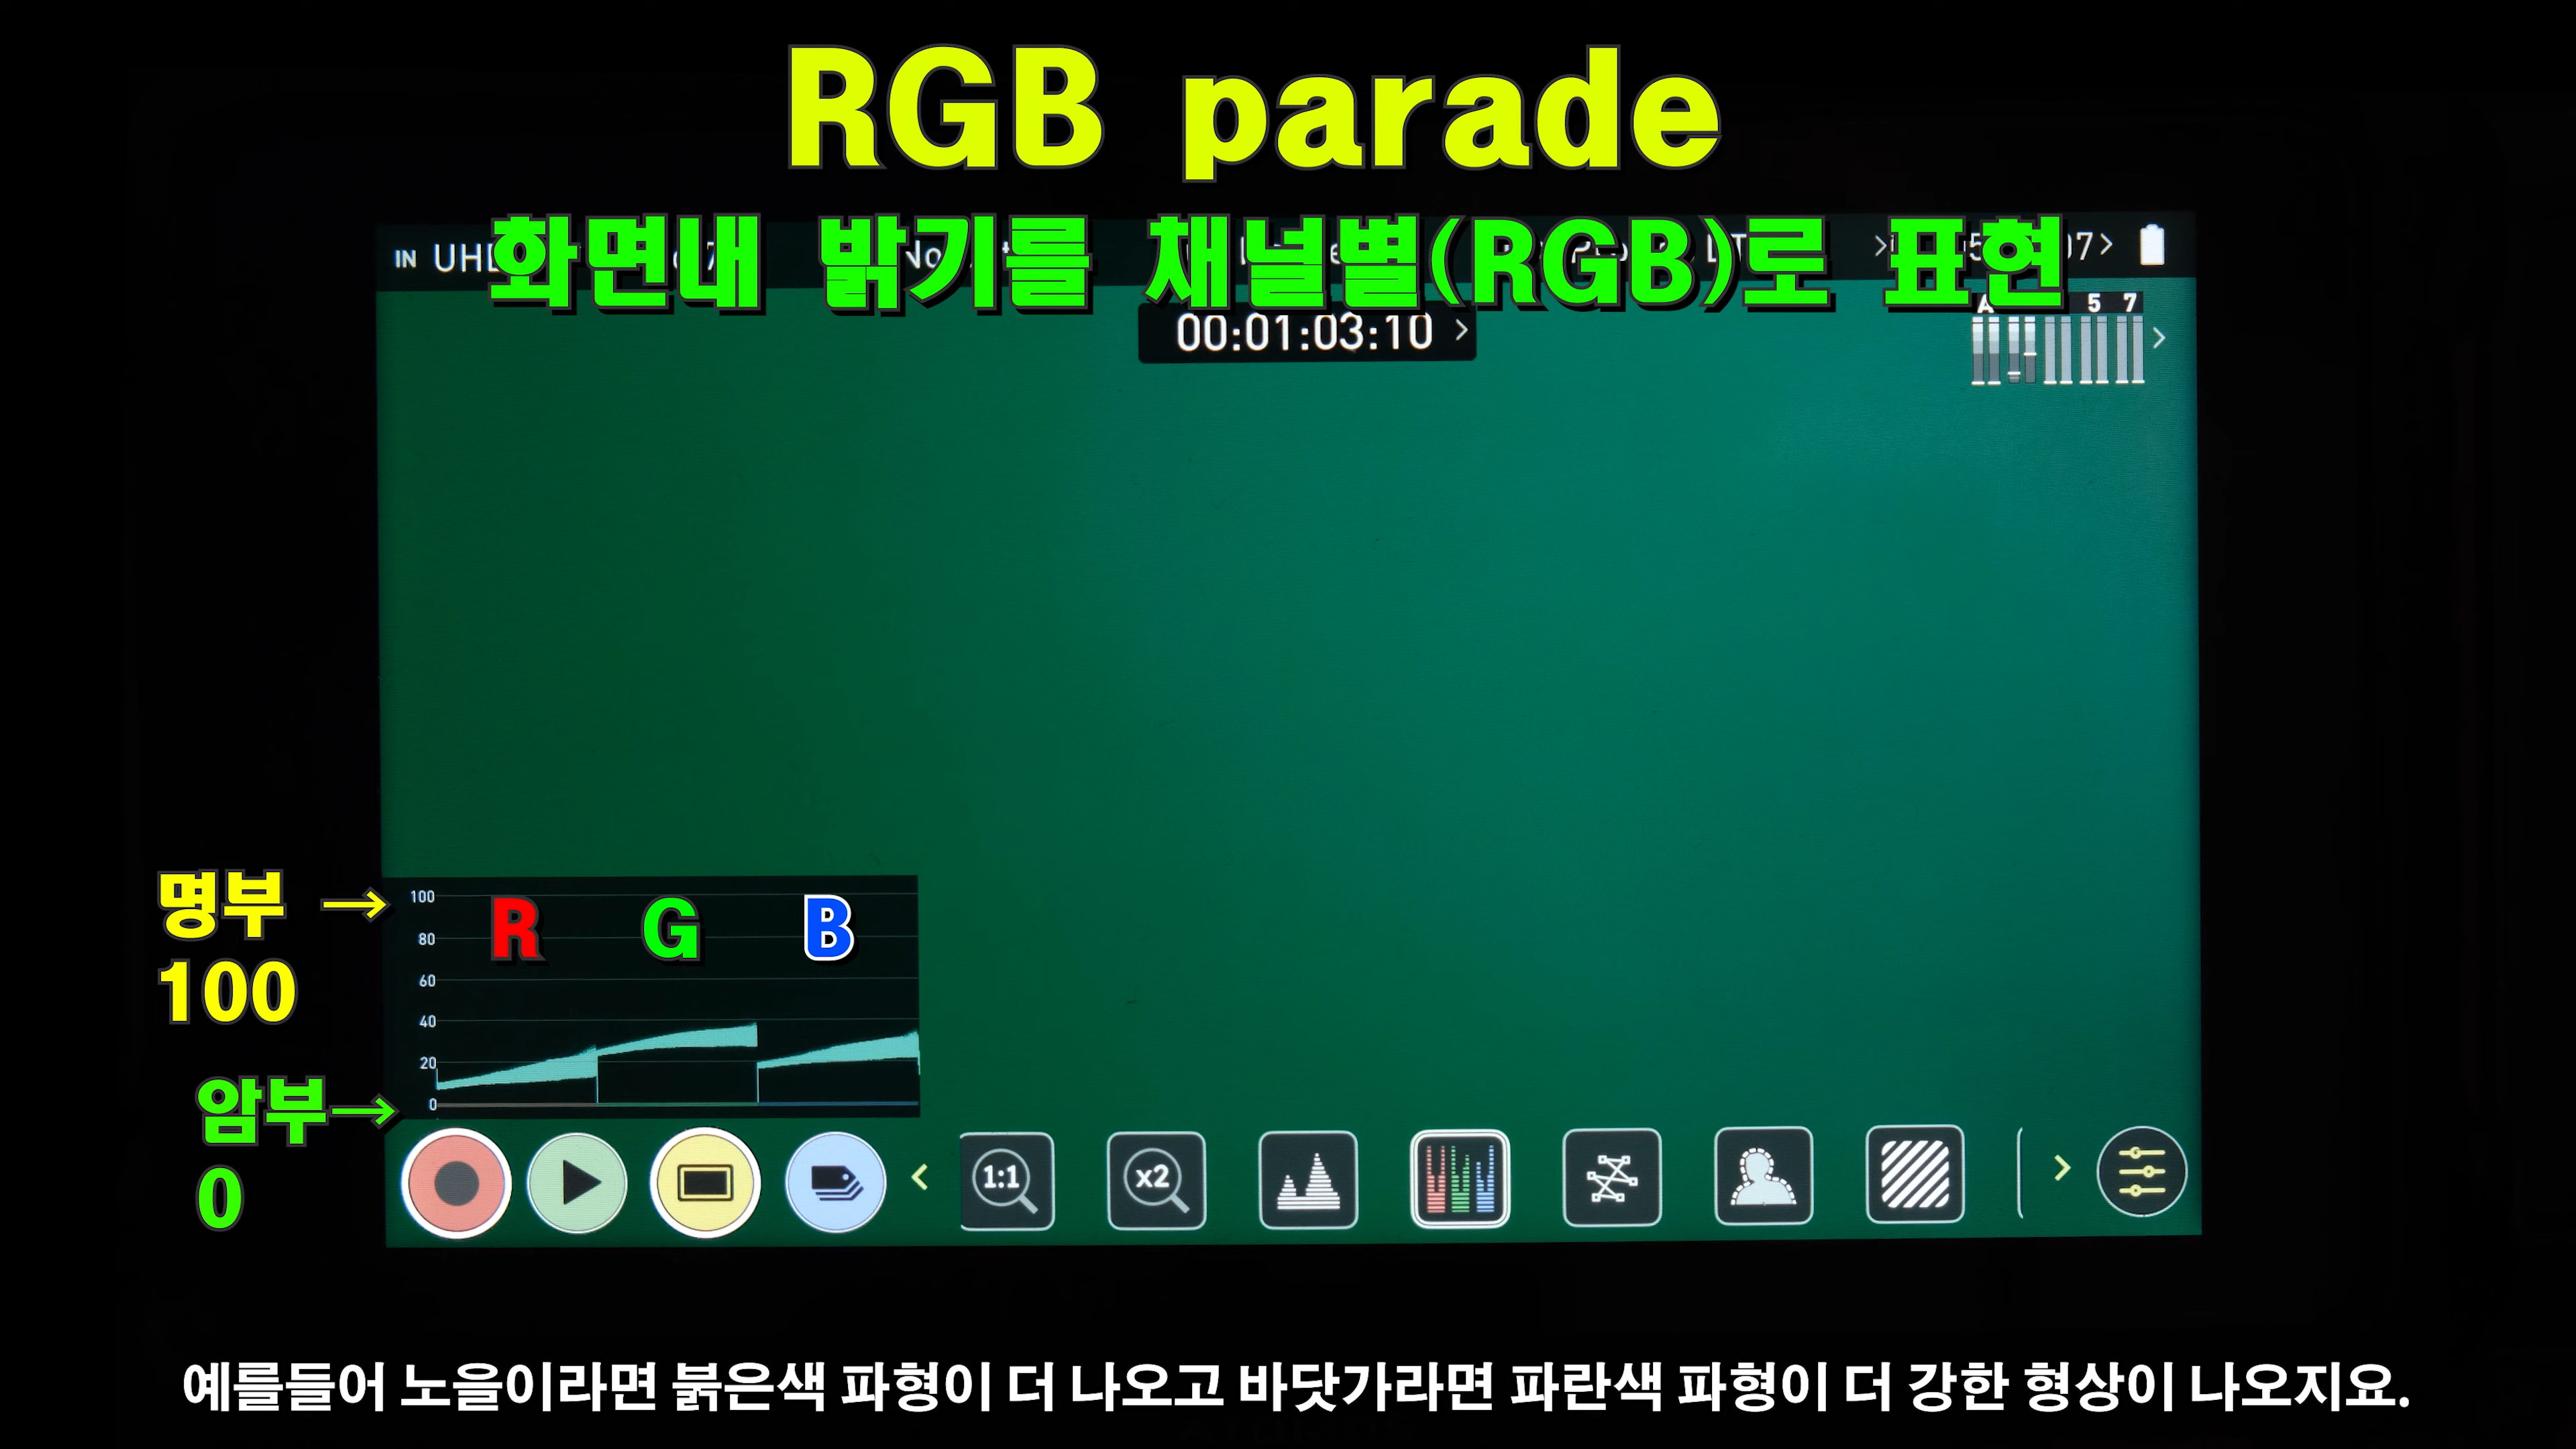 RGB parade
화면내 밝기를 채널별(RGB)로 표현
IN
00:01:03:10 >
5 7
명부 →
100
암부→
0
100
80
60
40
20
0
R G B
1:1
x2
예를들어 노을이라면 붉은색 파형이 더 나오고 바닷가라면 파란색 파형이 더 강한 형상이 나오지요.